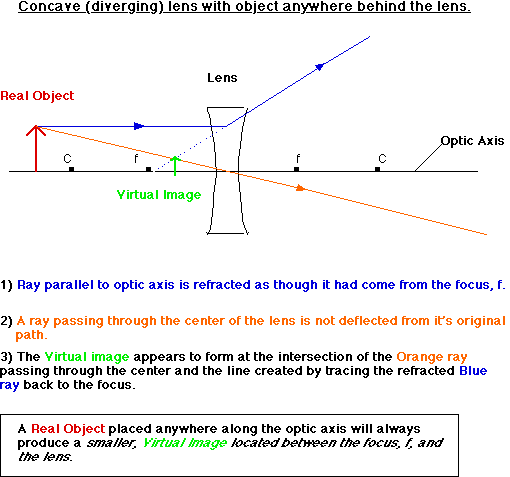 Concave (diverging) lens with object anywhere behind the lens.
Lens
Real Object
Optic Axis
C
f
f
C
Virtual Image
1) Ray parallel to optic axis is refracted as though it had come from the focus, f.
2) A ray passing through the center of the lens is not deflected from it's original
path.
3) The Virtual image appears to form at the intersection of the Orange ray
passing through the center and the line created by tracing the refracted Blue
ray back to the focus.
A Real Object placed anywhere along the optic axis will always
produce a smaller, Virtual Image located between the focus, f, and
the lens.